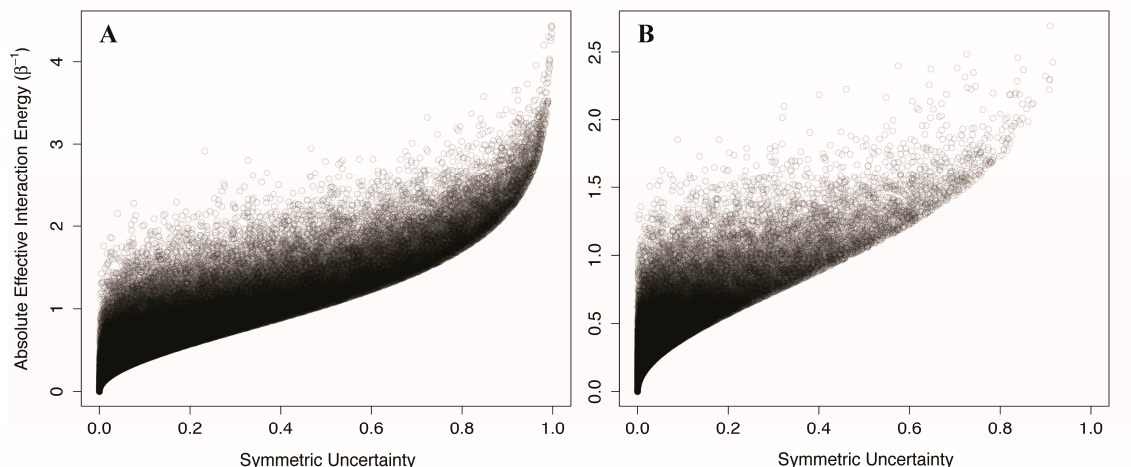 A
B
Absolute Effective Interaction Energy (β⁻¹)
4
3
2
1
0
2.5
2.0
1.5
1.0
0.5
0.0
0.0 0.2 0.4 0.6 0.8 1.0
0.0 0.2 0.4 0.6 0.8 1.0
Symmetric Uncertainty
Symmetric Uncertainty